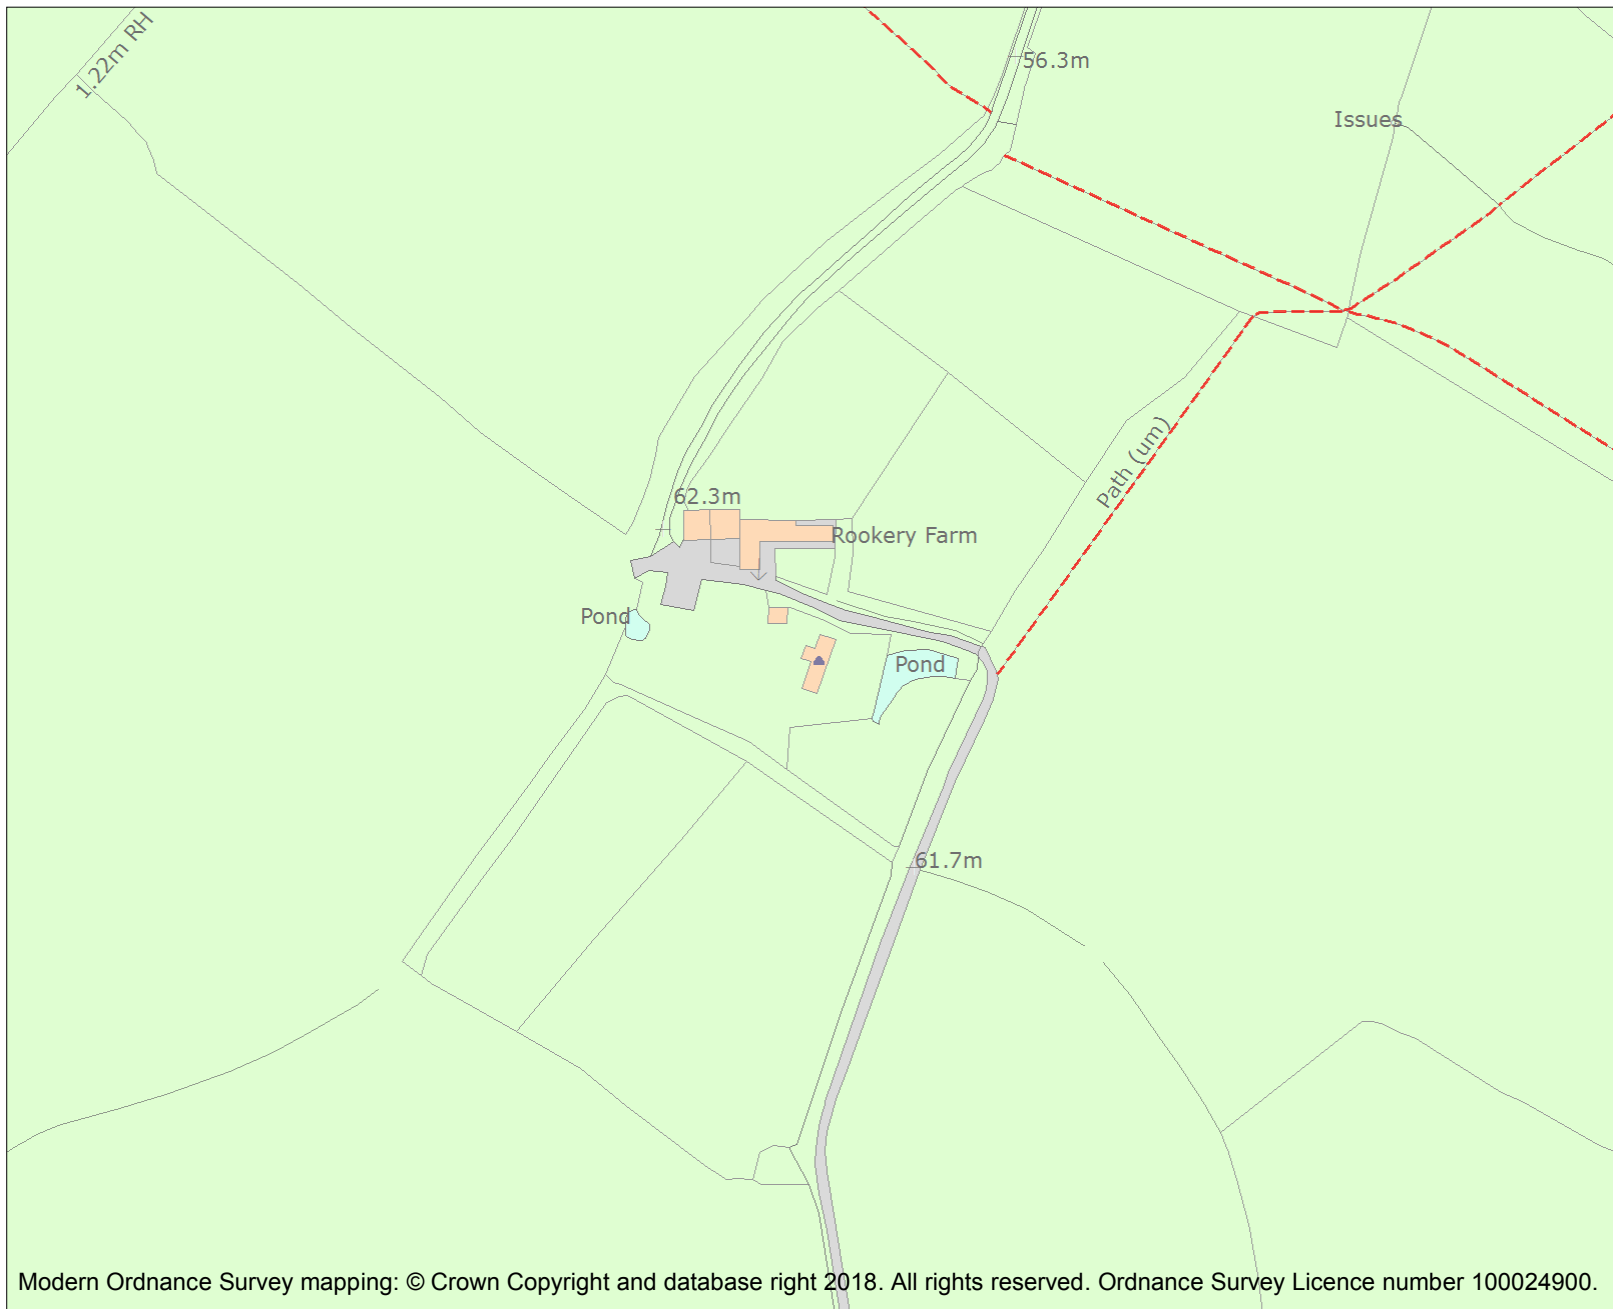 1.22m RH
56.3m
Issues
Path (um)
62.3m
Rookery Farm
Pond
Pond
61.7m
Modern Ordnance Survey mapping: © Crown Copyright and database right 2018. All rights reserved. Ordnance Survey Licence number 100024900.